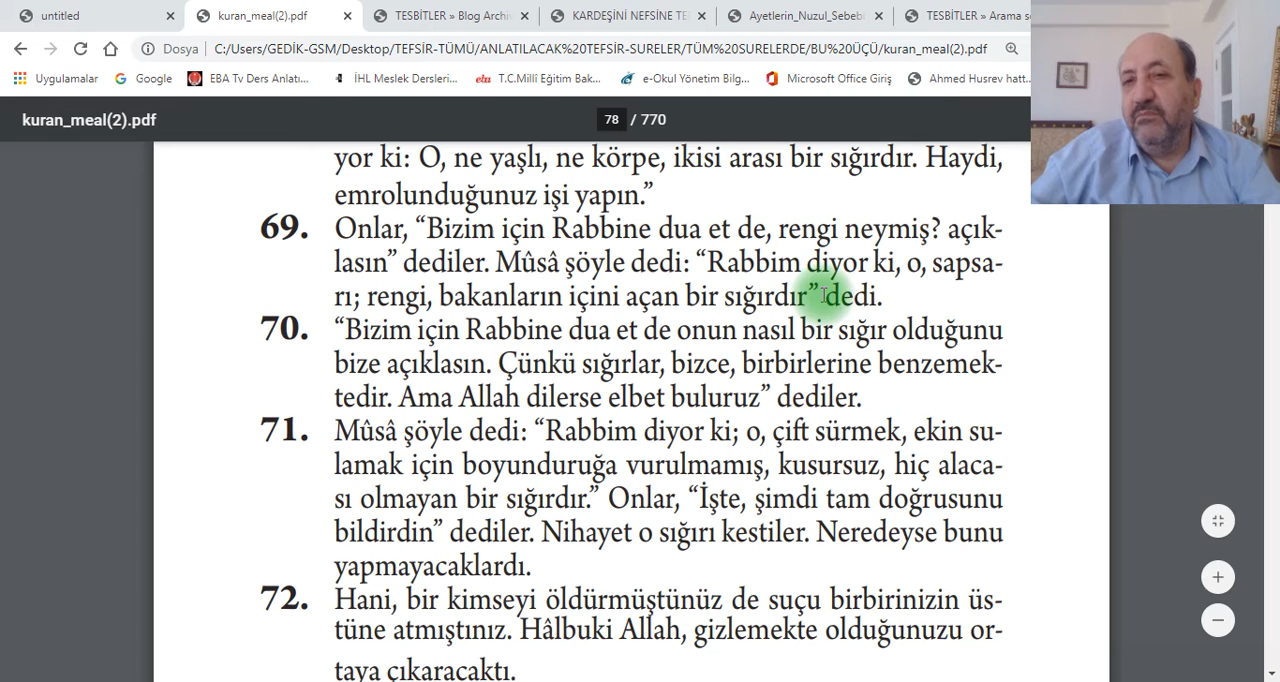 untitled
kuran_meal(2).pdf
TESBİTLER » Blog Archi
KARDEŞİNİ NEFSİNE TE
Ayetlerin_Nuzul_Sebebi
TESBİTLER » Arama s
Dosya
C:/Users/GEDİK-GSM/Desktop/TEFSİR-TÜMÜ/ANLATILACAK%20TEFSİR-SURELER/TÜM%20SURELERDE/BU%20ÜÇÜ/kuran_meal(2).pdf
Uygulamalar
Google
EBA Tv Ders Anlatı...
İHL Meslek Dersleri...
T.C.Millî Eğitim Bak...
e-Okul Yönetim Bilg...
Microsoft Office Giriş
Ahmed Husrev hatt...
kuran_meal(2).pdf
78 / 770
yor ki: O, ne yaşlı, ne körpe, ikisi arası bir sığırdır. Haydi,
emrolunduğunuz işi yapın.”
69. Onlar, “Bizim için Rabbine dua et de, rengi neymiş? açık-
lasın” dediler. Mûsâ şöyle dedi: “Rabbim diyor ki, o, sapsa-
rı; rengi, bakanların içini açan bir sığırdır” dedi.
70. “Bizim için Rabbine dua et de onun nasıl bir sığır olduğunu
bize açıklasın. Çünkü sığırlar, bizce, birbirlerine benzemek-
tedir. Ama Allah dilerse elbet buluruz” dediler.
71. Mûsâ şöyle dedi: “Rabbim diyor ki; o, çift sürmek, ekin su-
lamak için boyunduruğa vurulmamış, kusursuz, hiç alaca-
sı olmayan bir sığırdır.” Onlar, “İşte, şimdi tam doğrusunu
bildirdin” dediler. Nihayet o sığırı kestiler. Neredeyse bunu
yapmayacaklardı.
72. Hani, bir kimseyi öldürmüştünüz de suçu birbirinizin üs-
tüne atmıştınız. Hâlbuki Allah, gizlemekte olduğunuzu or-
taya çıkaracaktı.